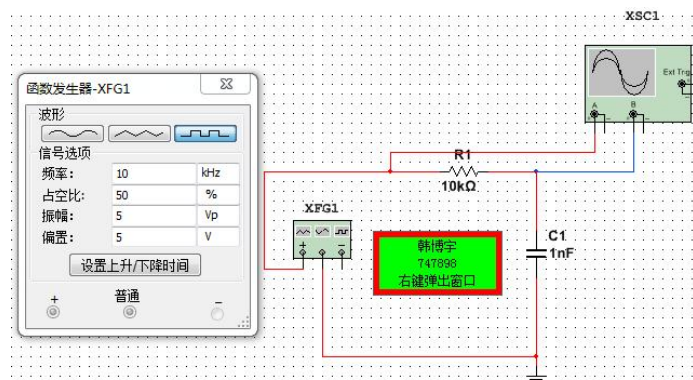 XSC1
函数发生器-XFG1
波形
信号选项
频率： 10 kHz
占空比: 50 %
振幅： 5 Vp
偏置： 5 V
设置上升/下降时间
+ 普通 −
Ext Trig
+
−
A B
+ − + −
R1
10kΩ
XFG1
+ −
韩博宇
747898
右键弹出窗口
C1
1nF